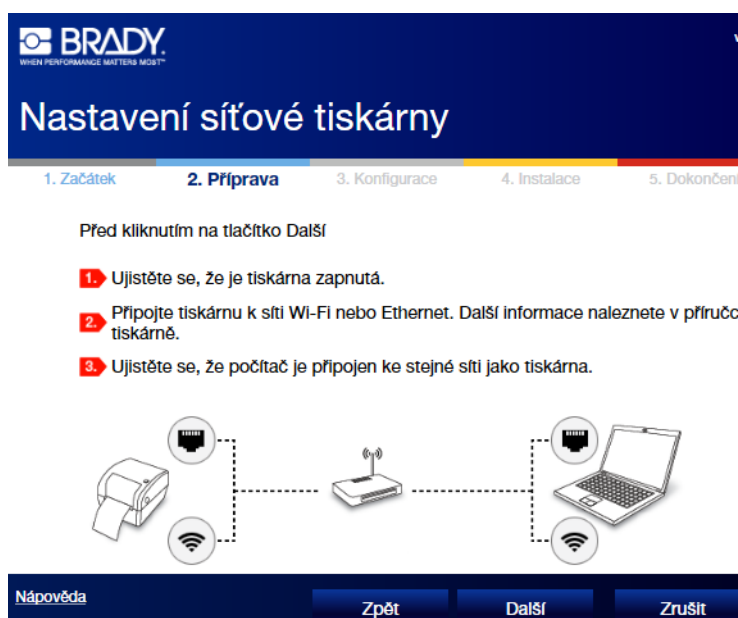 BRADY.
WHEN PERFORMANCE MATTERS MOST™
v
Nastavení síťové tiskárny
1. Začátek 2. Příprava 3. Konfigurace 4. Instalace 5. Dokončení
Před kliknutím na tlačítko Další
1. Ujistěte se, že je tiskárna zapnutá.
2. Připojte tiskárnu k síti Wi-Fi nebo Ethernet. Další informace naleznete v příručc
tiskárně.
3. Ujistěte se, že počítač je připojen ke stejné síti jako tiskárna.
Nápověda Zpět Další Zrušit